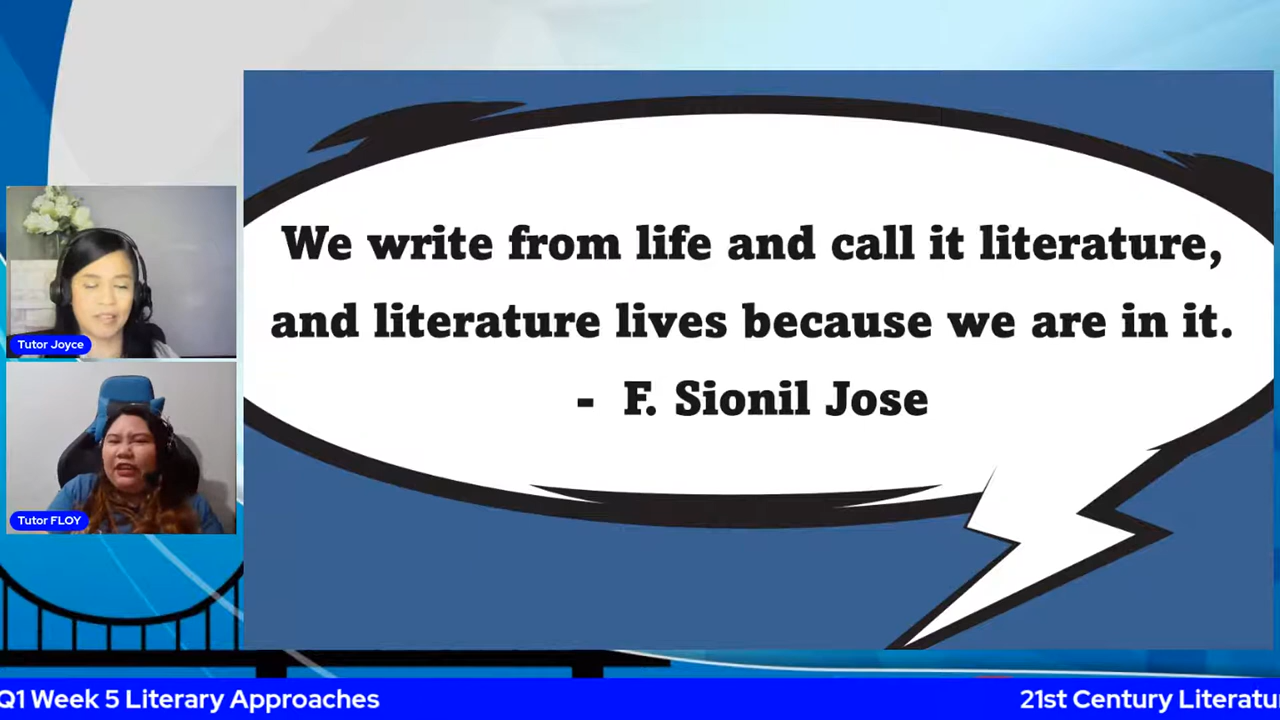 We write from life and call it literature,
and literature lives because we are in it.
- F. Sionil Jose
Tutor Joyce
Tutor FLOY
Q1 Week 5 Literary Approaches
21st Century Literatu